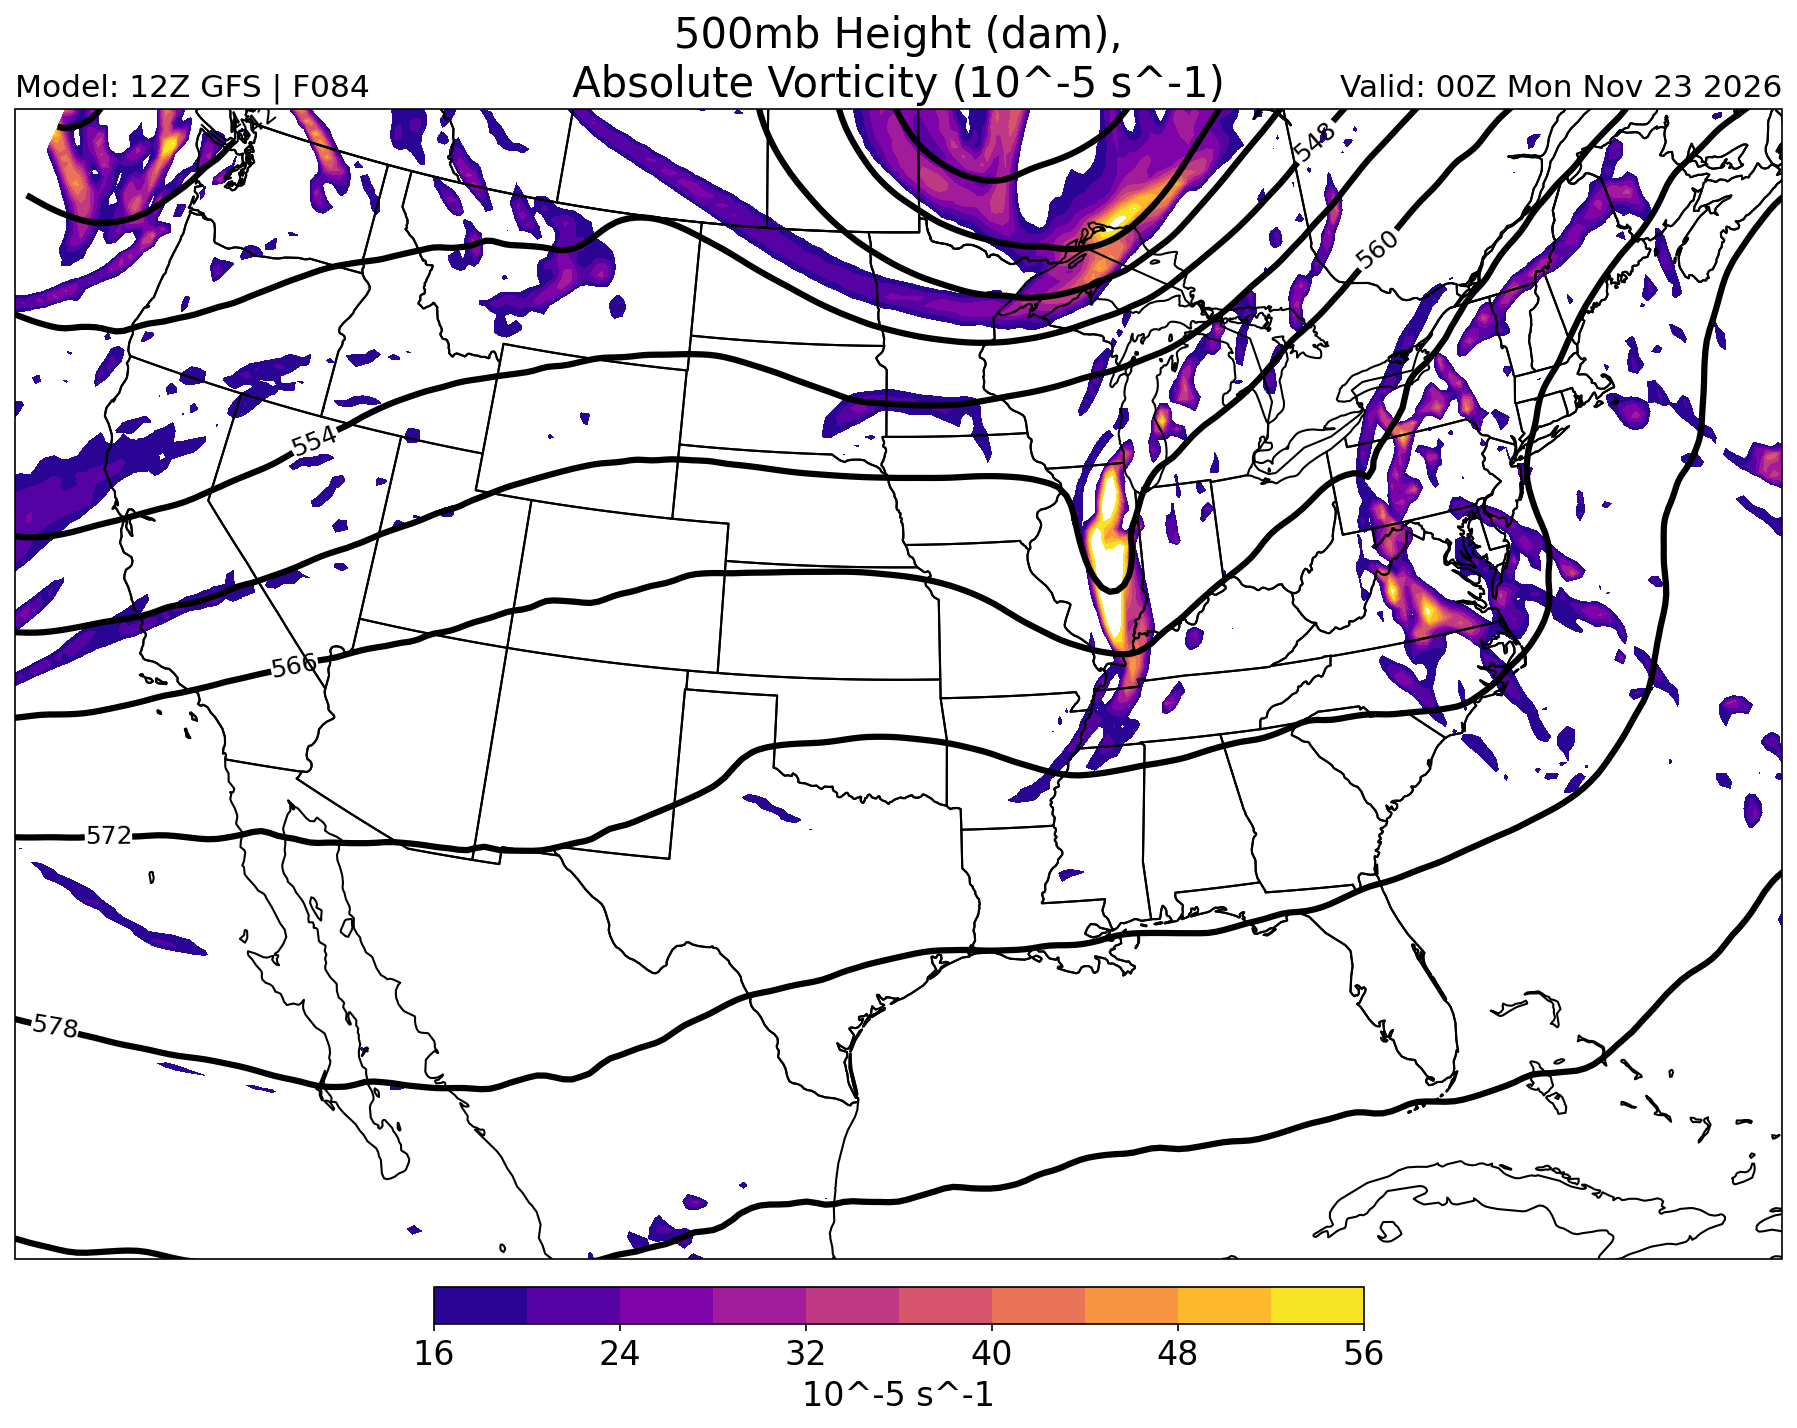 500mb Height (dam),
Absolute Vorticity (10^-5 s^-1)
Model: 12Z GFS | F084
Valid: 00Z Mon Nov 23 2026
548
560
554
566
572
578
16 24 32 40 48 56
10^-5 s^-1